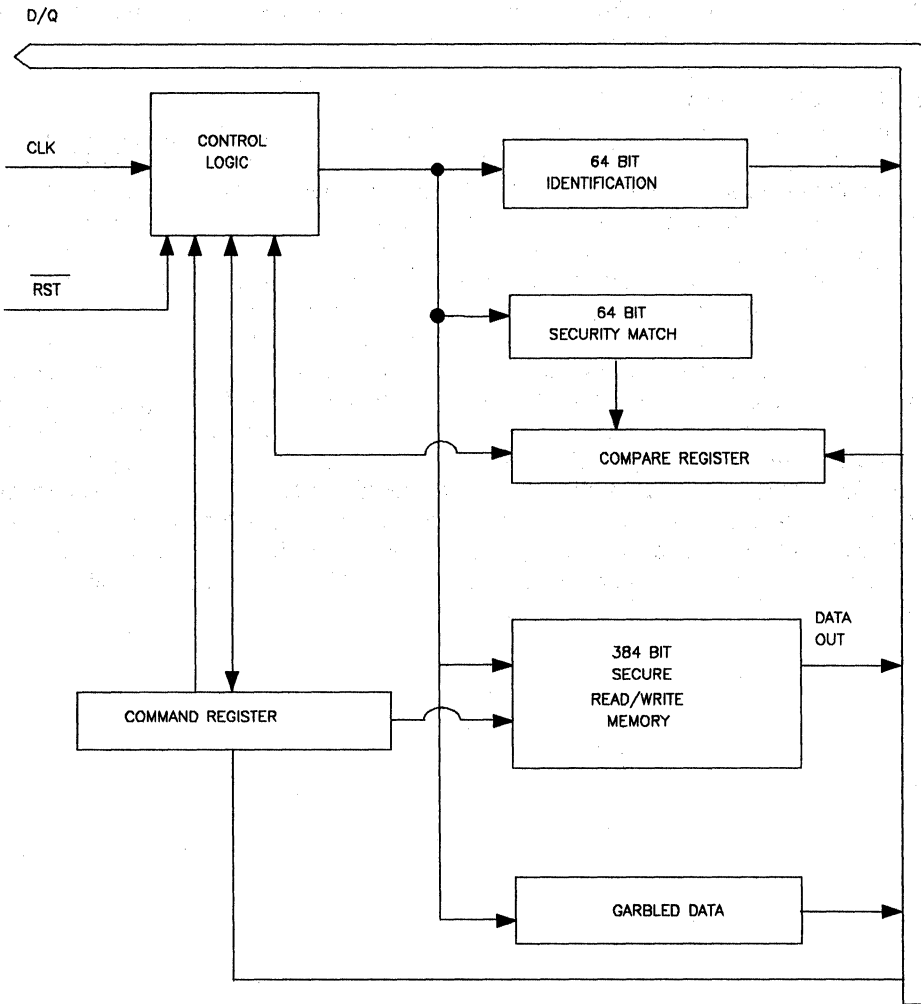 D/Q
CLK
CONTROL
LOGIC
64 BIT
IDENTIFICATION
RST
64 BIT
SECURITY MATCH
COMPARE REGISTER
DATA
OUT
384 BIT
SECURE
READ/WRITE
MEMORY
COMMAND REGISTER
GARBLED DATA